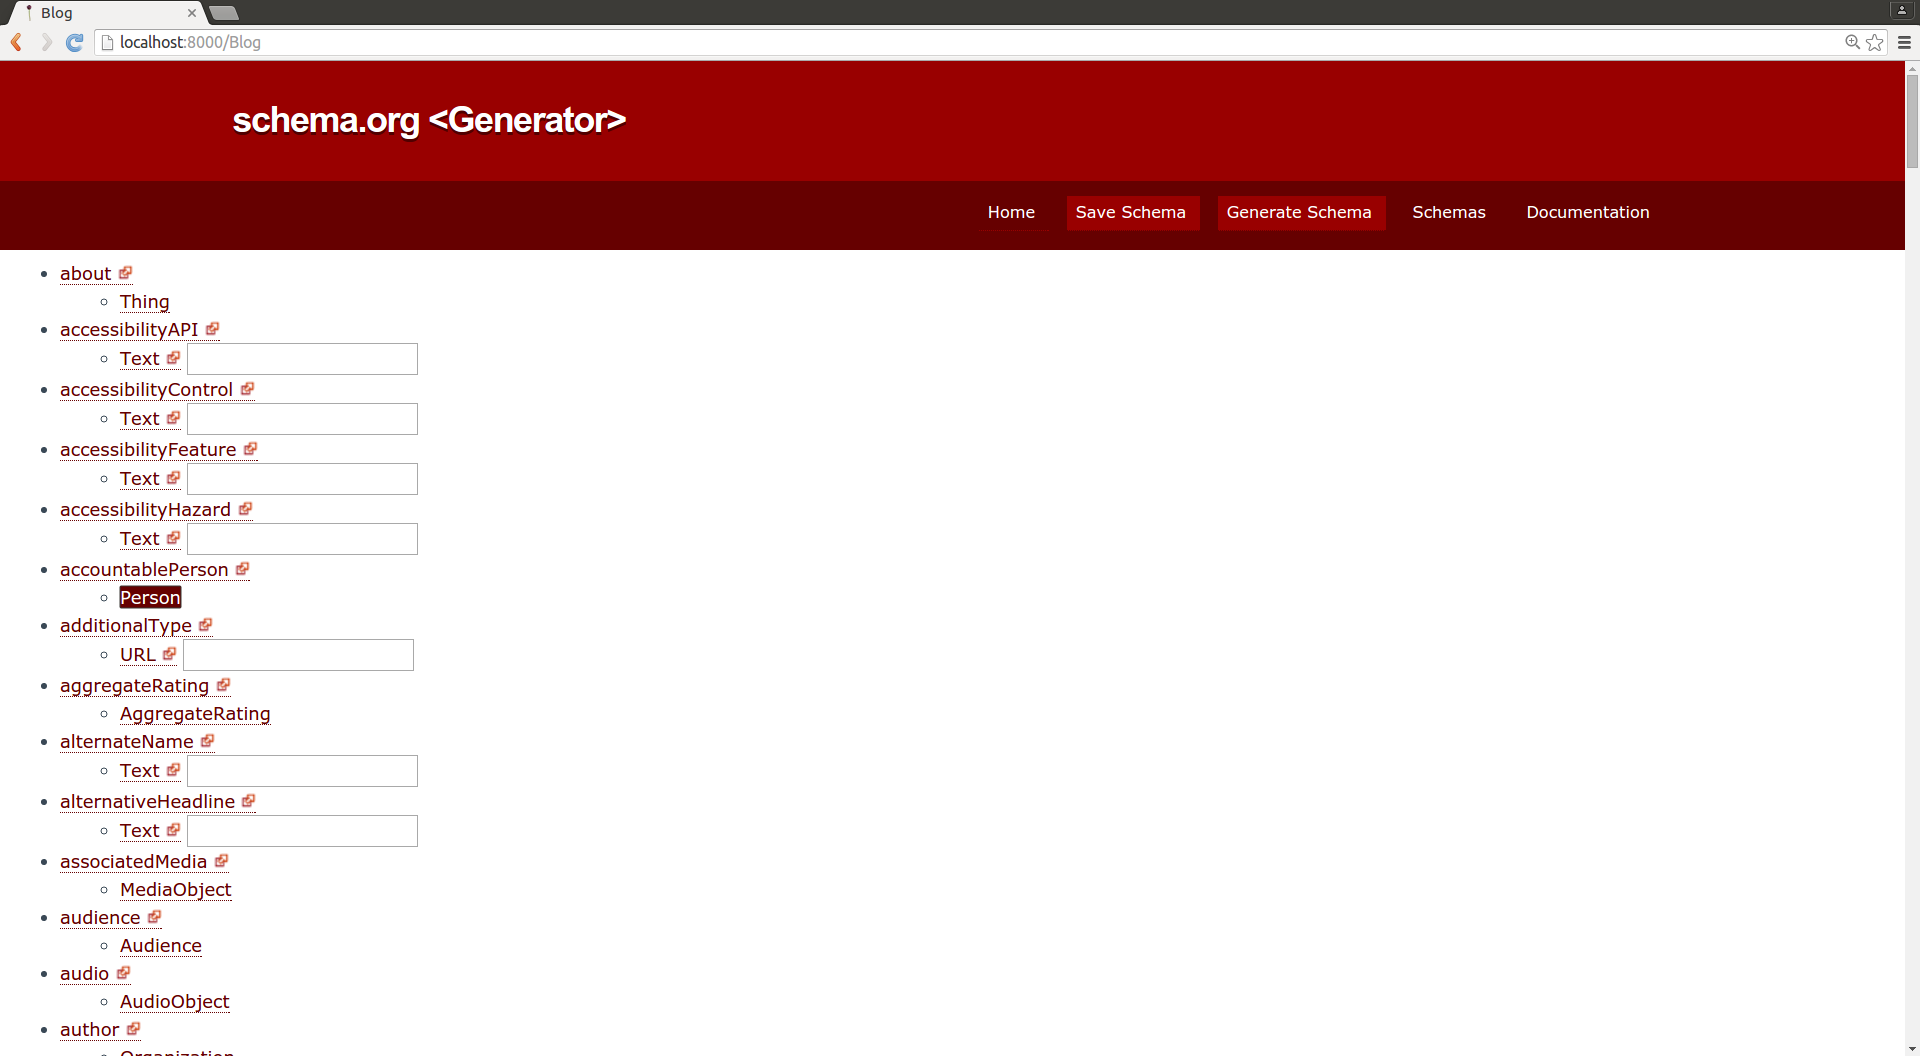 Blog
localhost:8000/Blog
schema.org <Generator>
Home Save Schema Generate Schema Schemas Documentation
about
Thing
accessibilityAPI
Text
accessibilityControl
Text
accessibilityFeature
Text
accessibilityHazard
Text
accountablePerson
Person
additionalType
URL
aggregateRating
AggregateRating
alternateName
Text
alternativeHeadline
Text
associatedMedia
MediaObject
audience
Audience
audio
AudioObject
author
Organization